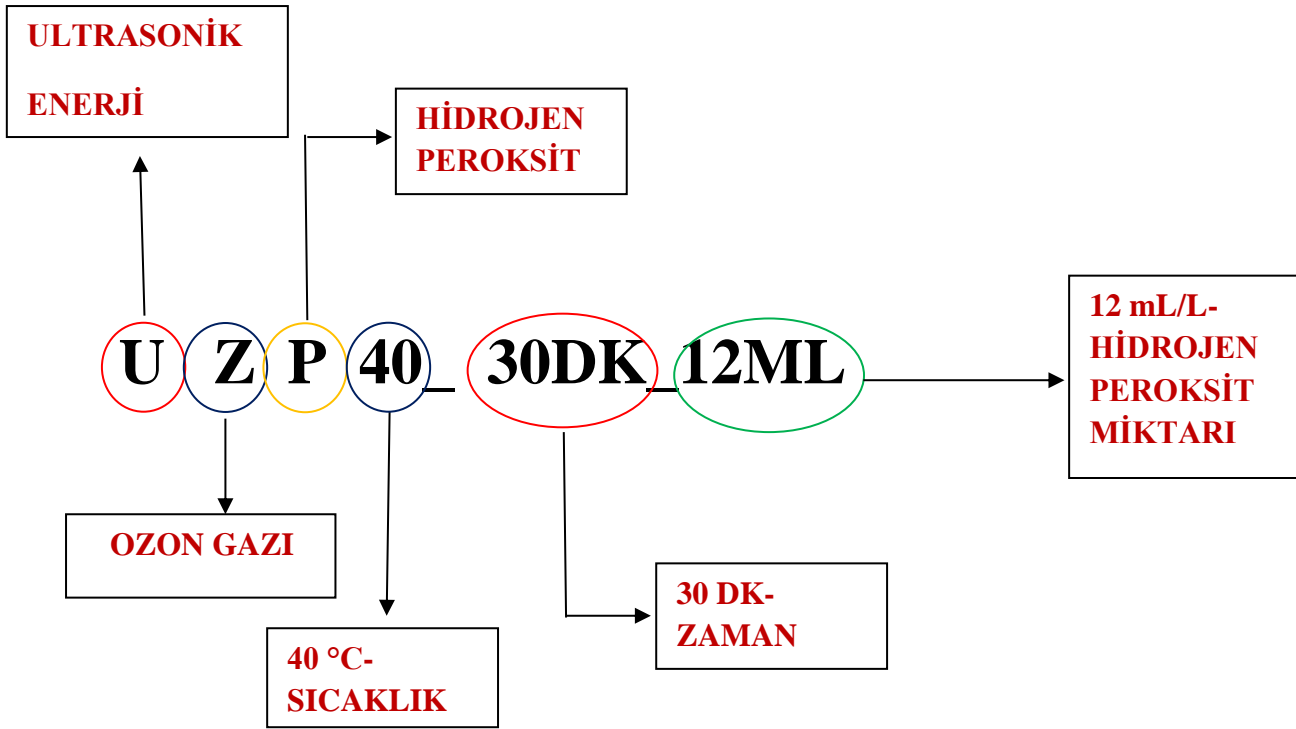 ULTRASONİK
ENERJİ
HİDROJEN
PEROKSİT
U Z P 40_ 30DK_12ML
12 mL/L-
HİDROJEN
PEROKSİT
MİKTARI
OZON GAZI
30 DK-
ZAMAN
40 °C-
SICAKLIK